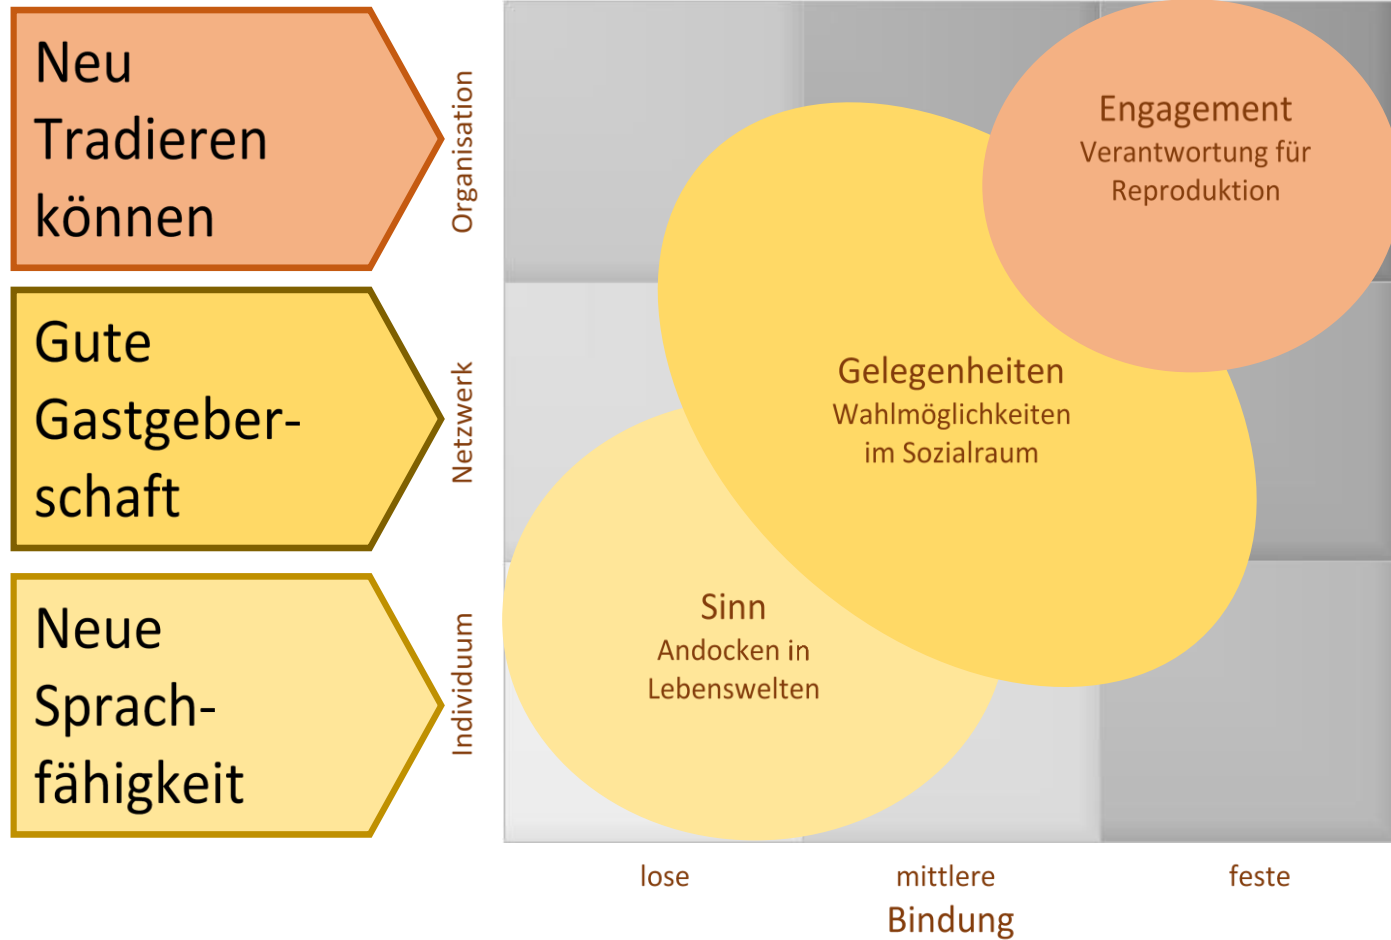 Neu
Tradieren
können
Organisation
Engagement
Verantwortung für
Reproduktion
Gute
Gastgeber-
schaft
Netzwerk
Gelegenheiten
Wahlmöglichkeiten
im Sozialraum
Neue
Sprach-
fähigkeit
Individuum
Sinn
Andocken in
Lebenswelten
lose
mittlere
feste
Bindung